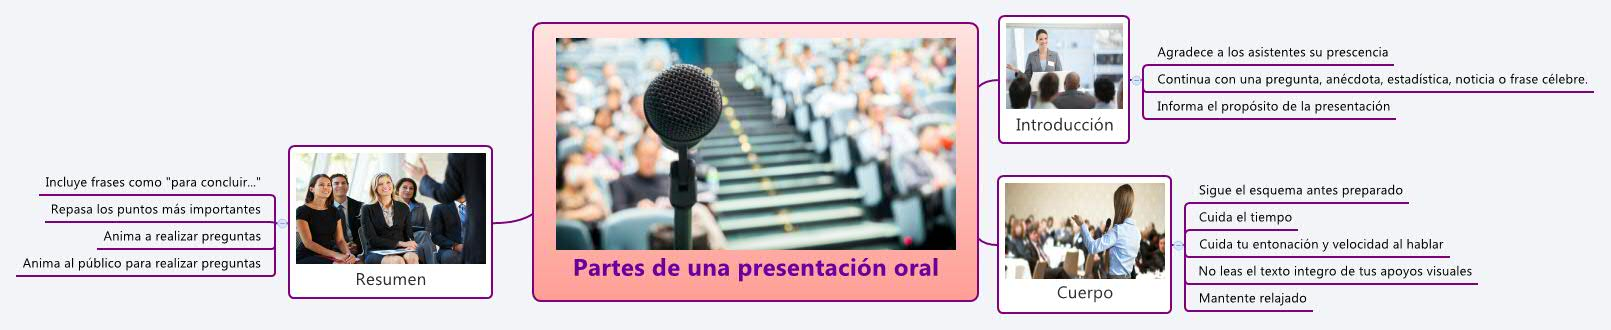 Partes de una presentación oral
Introducción
Agradece a los asistentes su prescencia
Continua con una pregunta, anécdota, estadística, noticia o frase célebre.
Informa el propósito de la presentación
Cuerpo
Sigue el esquema antes preparado
Cuida el tiempo
Cuida tu entonación y velocidad al hablar
No leas el texto integro de tus apoyos visuales
Mantente relajado
Resumen
Incluye frases como "para concluir..."
Repasa los puntos más importantes
Anima a realizar preguntas
Anima al público para realizar preguntas